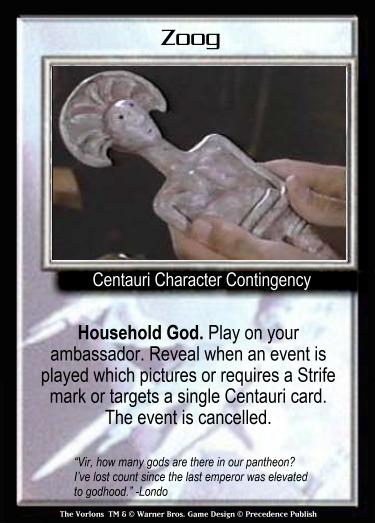 Zoog
Centauri Character Contingency
Household God. Play on your
ambassador. Reveal when an event is
played which pictures or requires a Strife
mark or targets a single Centauri card.
The event is cancelled.
"Vir, how many gods are there in our pantheon?
I've lost count since the last emperor was elevated
to godhood." -Londo
The Vorlons TM & © Warner Bros. Game Design © Precedence Publish